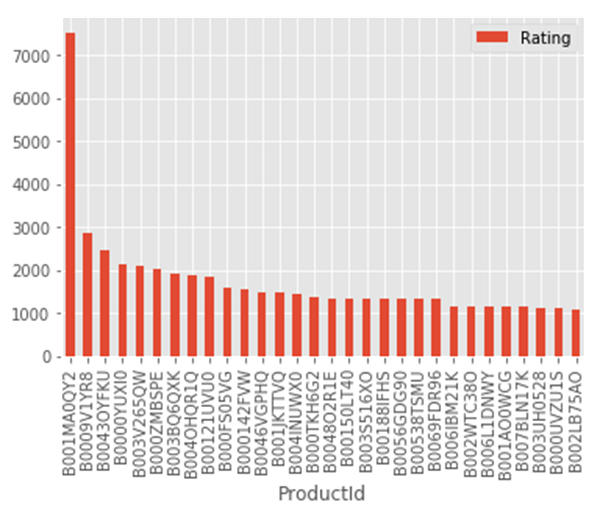 Rating
7000
6000
5000
4000
3000
2000
1000
0
B001MA0QY2
B0009V1YR8
B0043OYFKU
B0000YUXI0
B003V265QW
B000ZMBSPE
B003BQ6QXK
B004OHQR1Q
B00121UVU0
B000FS05VG
B000142FVW
B0046VGPHQ
B001JKTTVQ
B004INUWX0
B000TKH6G2
B0048O2R1E
B00150LT40
B003S516XO
B00188IFHS
B0056GDG90
B00538TSMU
B0069FDR96
B006IBM21K
B002WTC38O
B006L1DNWY
B001AO0WCG
B007BLN17K
B003UH0528
B000UVZU1S
B002LB75AO
ProductId